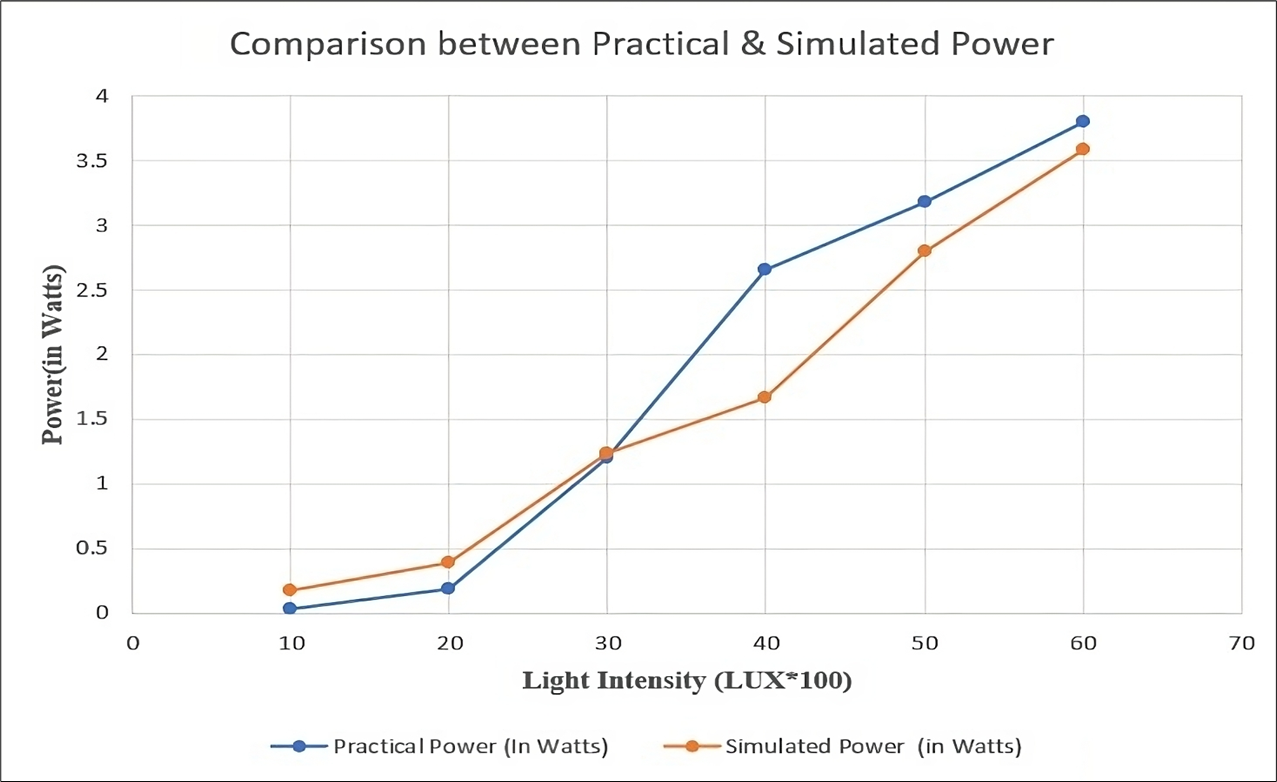 Comparison between Practical & Simulated Power
4
3.5
3
2.5
2
1.5
1
0.5
0
Power(in Watts)
0 10 20 30 40 50 60 70
Light Intensity (LUX*100)
Practical Power (In Watts) Simulated Power (in Watts)